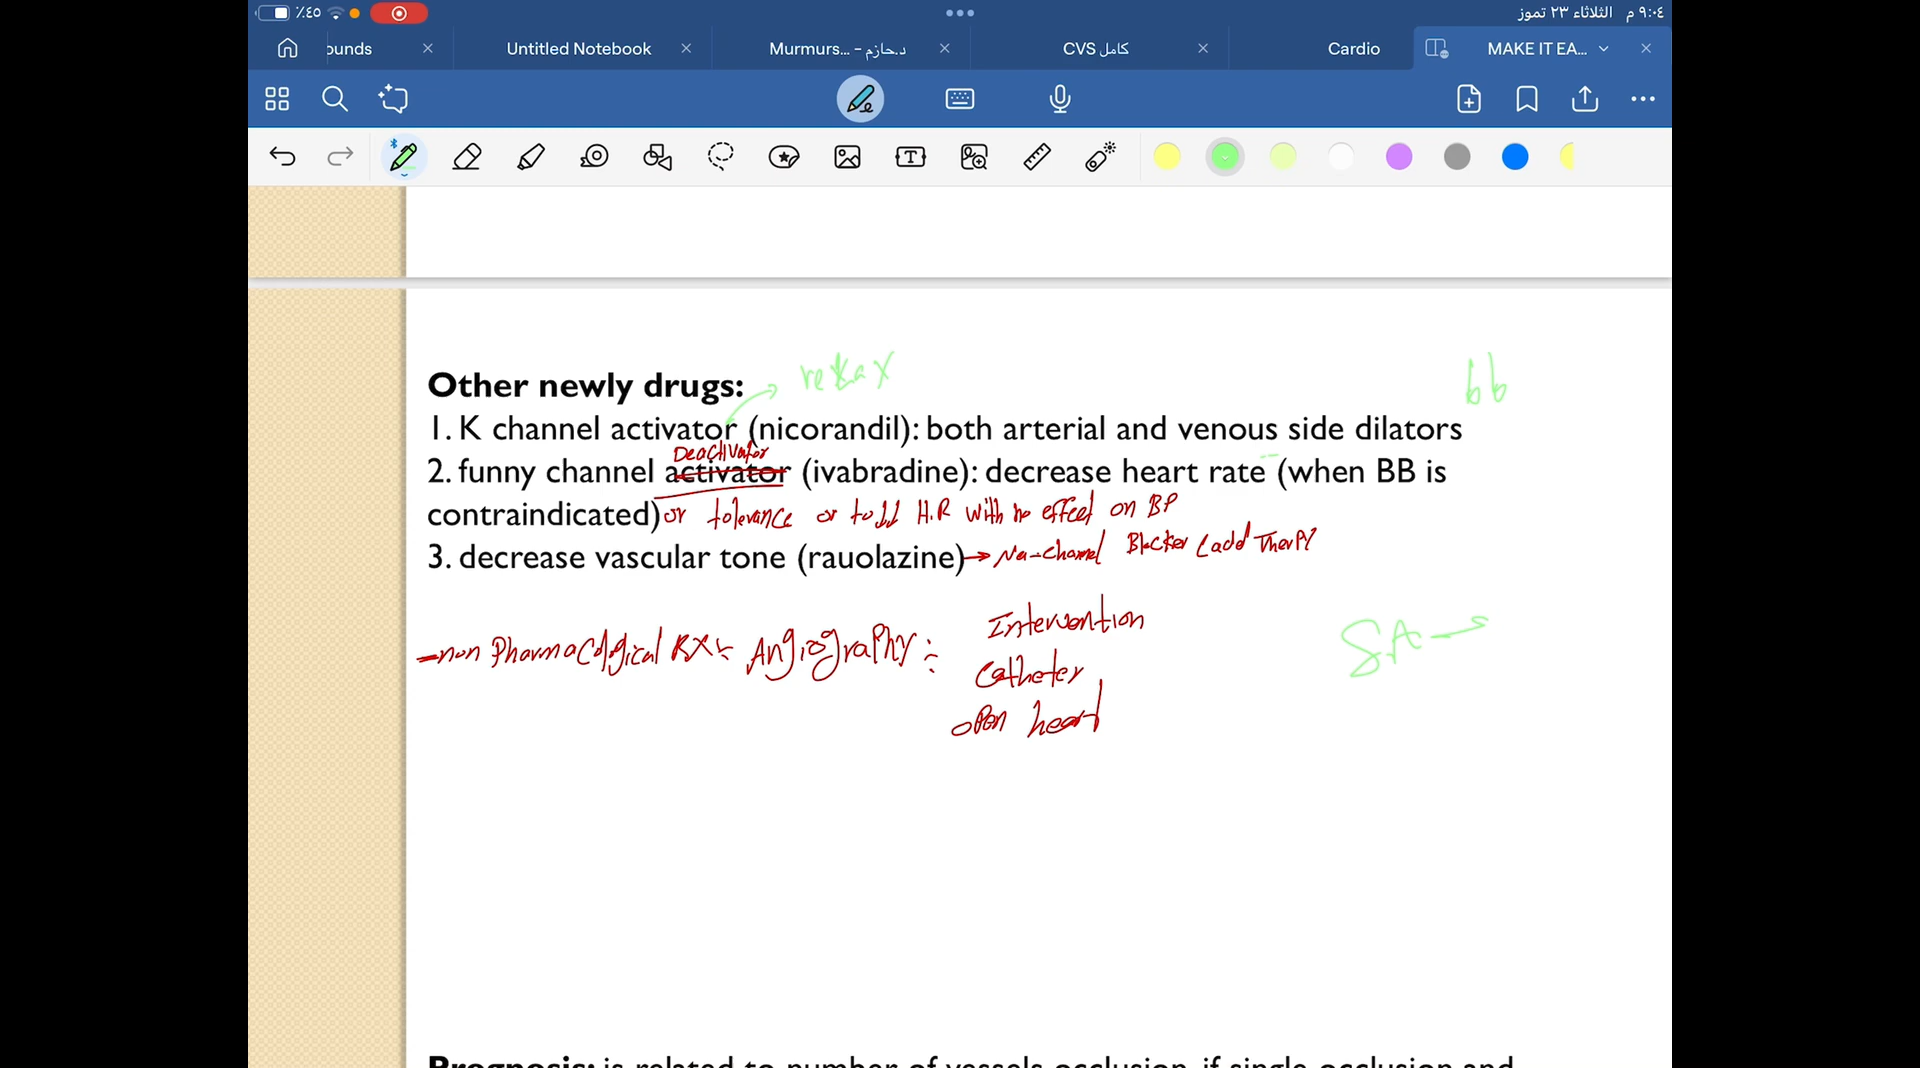 ٪٤٥
٩:٠٤ م الثلاثاء ٢٣ تموز
ounds
Untitled Notebook
Murmurs... – د.حازم
CVS كامل
Cardio
MAKE IT EA...
relax
bb
Other newly drugs:
1. K channel activator (nicorandil): both arterial and venous side dilators
Deactivator
2. funny channel activator (ivabradine): decrease heart rate (when BB is
contraindicated) or tolerance or to ↓↓ H.R with no effect on BP
3. decrease vascular tone (rauolazine) → Na-channel Blocker (add TherPy
Intervention
-non PharmaCological RX: Angiography:
SA →
Catheter
open heart
Prognosis: is related to number of vessels occlusion, if single occlusion and